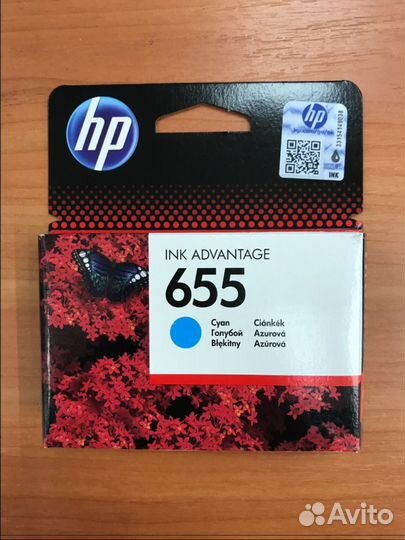 hp
hp
INK
INK ADVANTAGE
655
Cyan Ciánkék
Голубой Azurová
Błękitny Azúrová
Avito